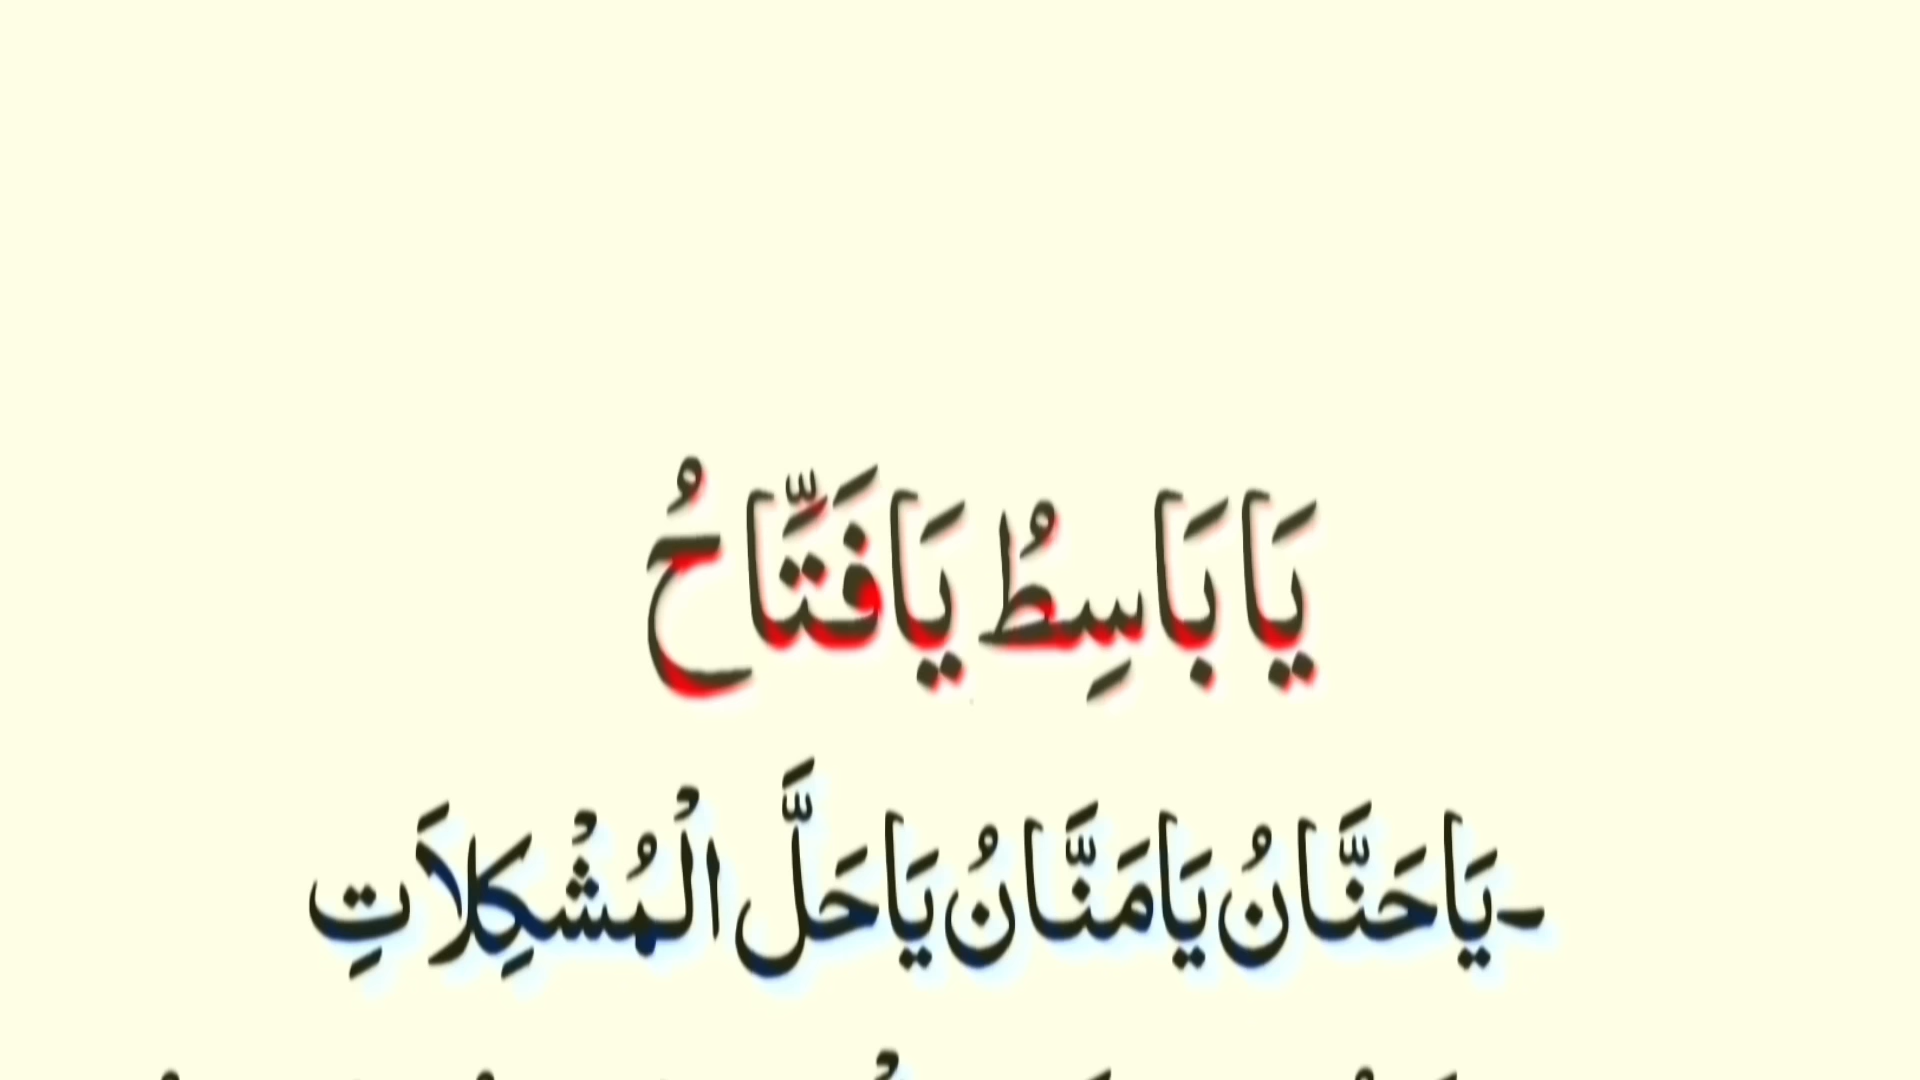 يَا بَاسِطُ يَا فَتَّاحُ
-يَا حَنَّانُ يَا مَنَّانُ يَا حَلَّ الْمُشْكِلَاتِ